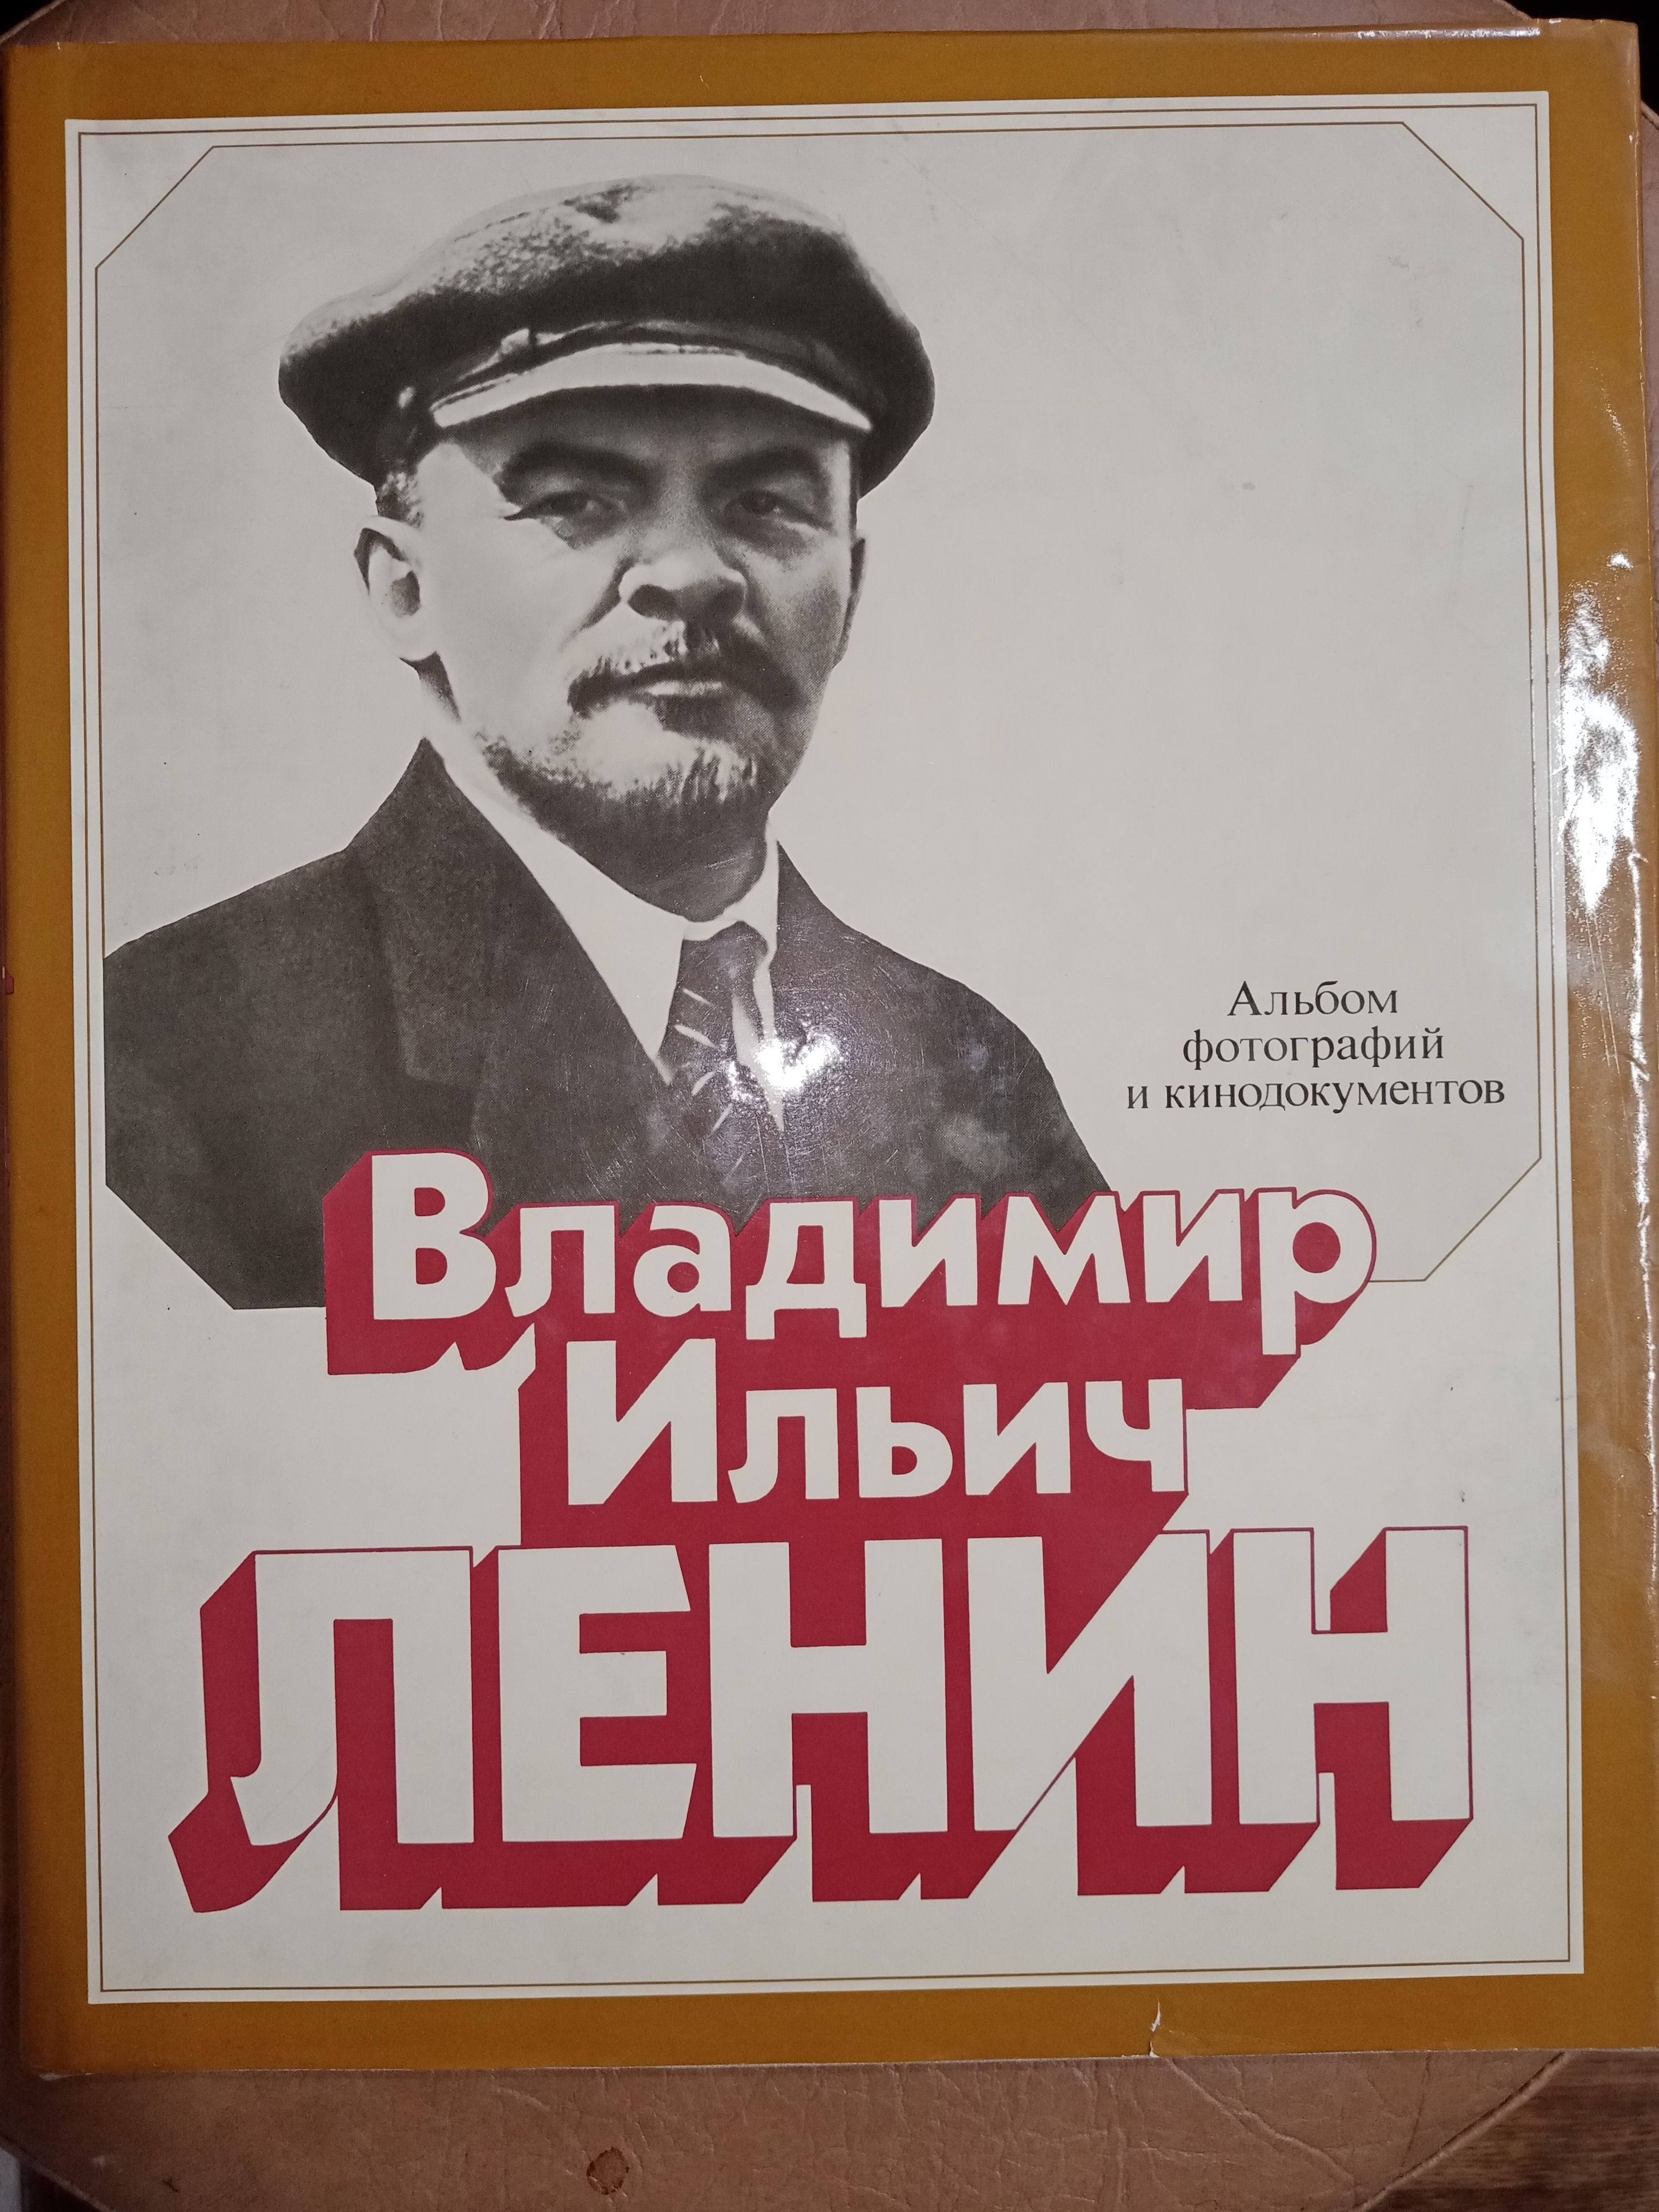 Альбом
фотографий
и кинодокументов
Владимир
Ильич
ЛЕНИН